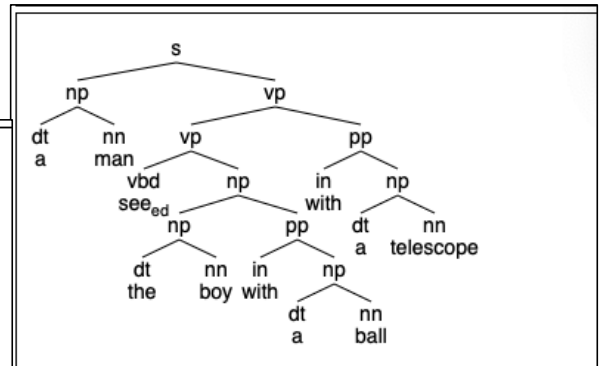 s
np vp
dt nn vp pp
a man
vbd np in np
see_ed with
np pp dt nn
a telescope
dt nn in np
the boy with
dt nn
a ball